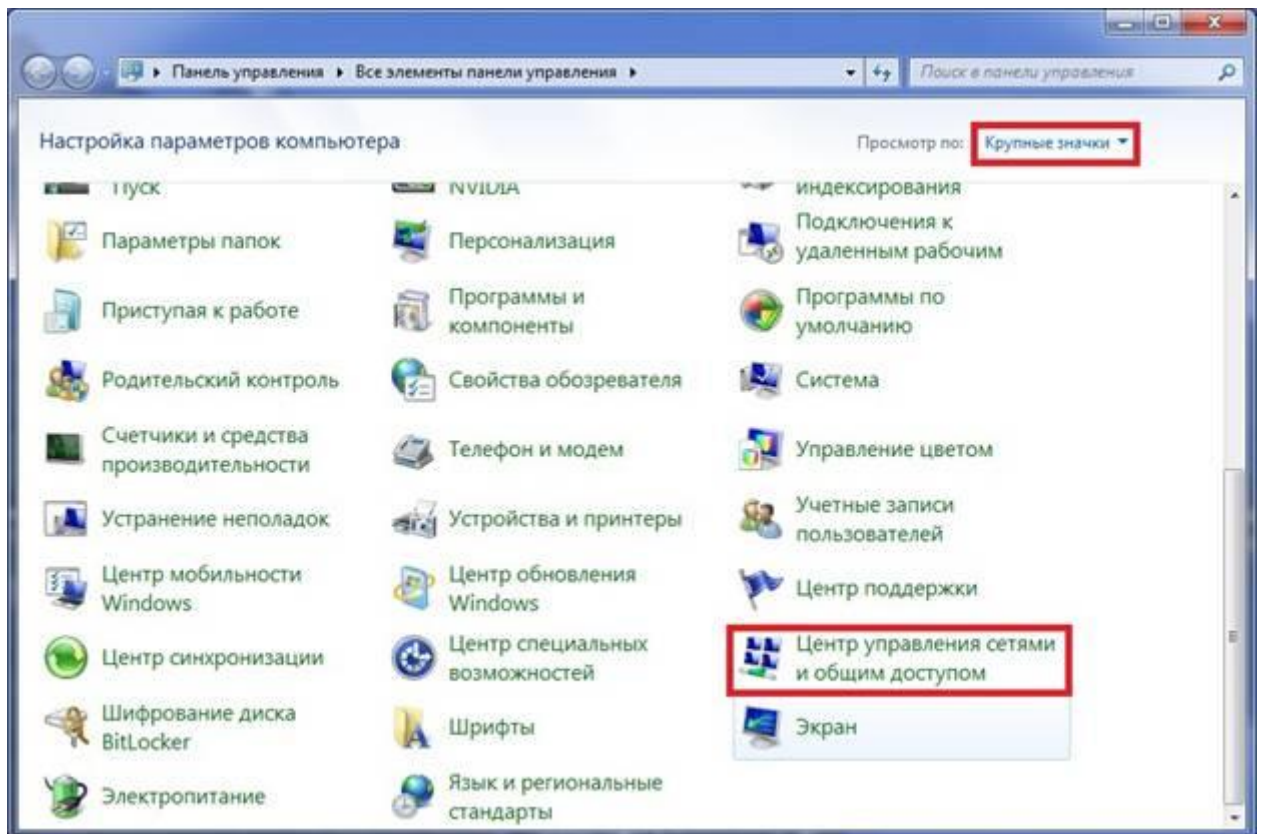 Панель управления ▸ Все элементы панели управления ▸
Поиск в панели управления
Настройка параметров компьютера
Просмотр по: Крупные значки
Пуск
NVIDIA
индексирования
Параметры папок
Персонализация
Подключения к
удаленным рабочим
Приступая к работе
Программы и
компоненты
Программы по
умолчанию
Родительский контроль
Свойства обозревателя
Система
Счетчики и средства
производительности
Телефон и модем
Управление цветом
Устранение неполадок
Устройства и принтеры
Учетные записи
пользователей
Центр мобильности
Windows
Центр обновления
Windows
Центр поддержки
Центр синхронизации
Центр специальных
возможностей
Центр управления сетями
и общим доступом
Шифрование диска
BitLocker
Шрифты
Экран
Электропитание
Язык и региональные
стандарты